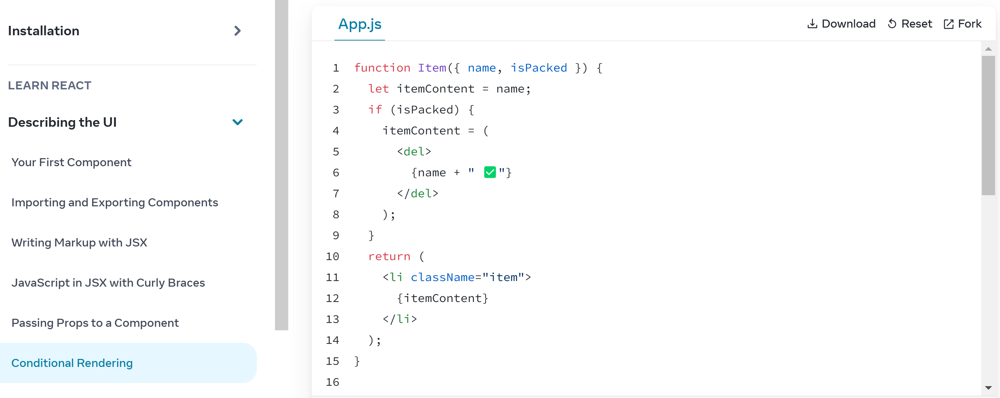 Installation
LEARN REACT
Describing the UI
Your First Component
Importing and Exporting Components
Writing Markup with JSX
JavaScript in JSX with Curly Braces
Passing Props to a Component
Conditional Rendering
App.js
Download Reset Fork
1 function Item({ name, isPacked }) {
2   let itemContent = name;
3   if (isPacked) {
4     itemContent = (
5       <del>
6         {name + " ✅"}
7       </del>
8     );
9   }
10   return (
11     <li className="item">
12       {itemContent}
13     </li>
14   );
15 }
16